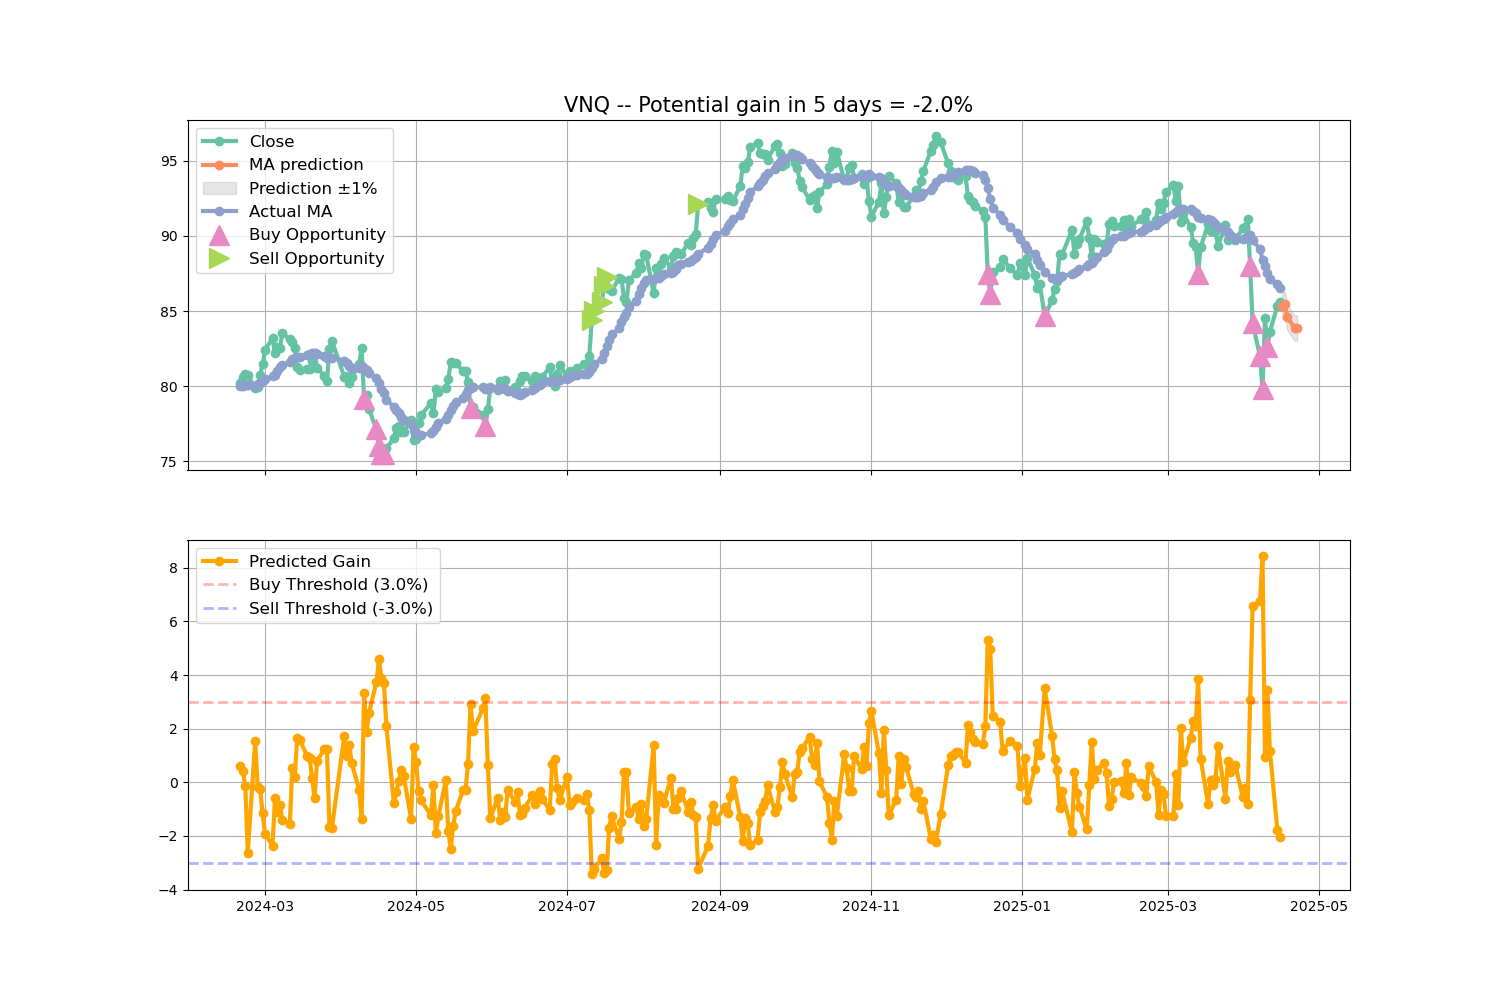 VNQ -- Potential gain in 5 days = -2.0%
Close
MA prediction
Prediction ±1%
Actual MA
Buy Opportunity
Sell Opportunity
95
90
85
80
75
Predicted Gain
Buy Threshold (3.0%)
Sell Threshold (-3.0%)
8
6
4
2
0
−2
−4
2024-03 2024-05 2024-07 2024-09 2024-11 2025-01 2025-03 2025-05